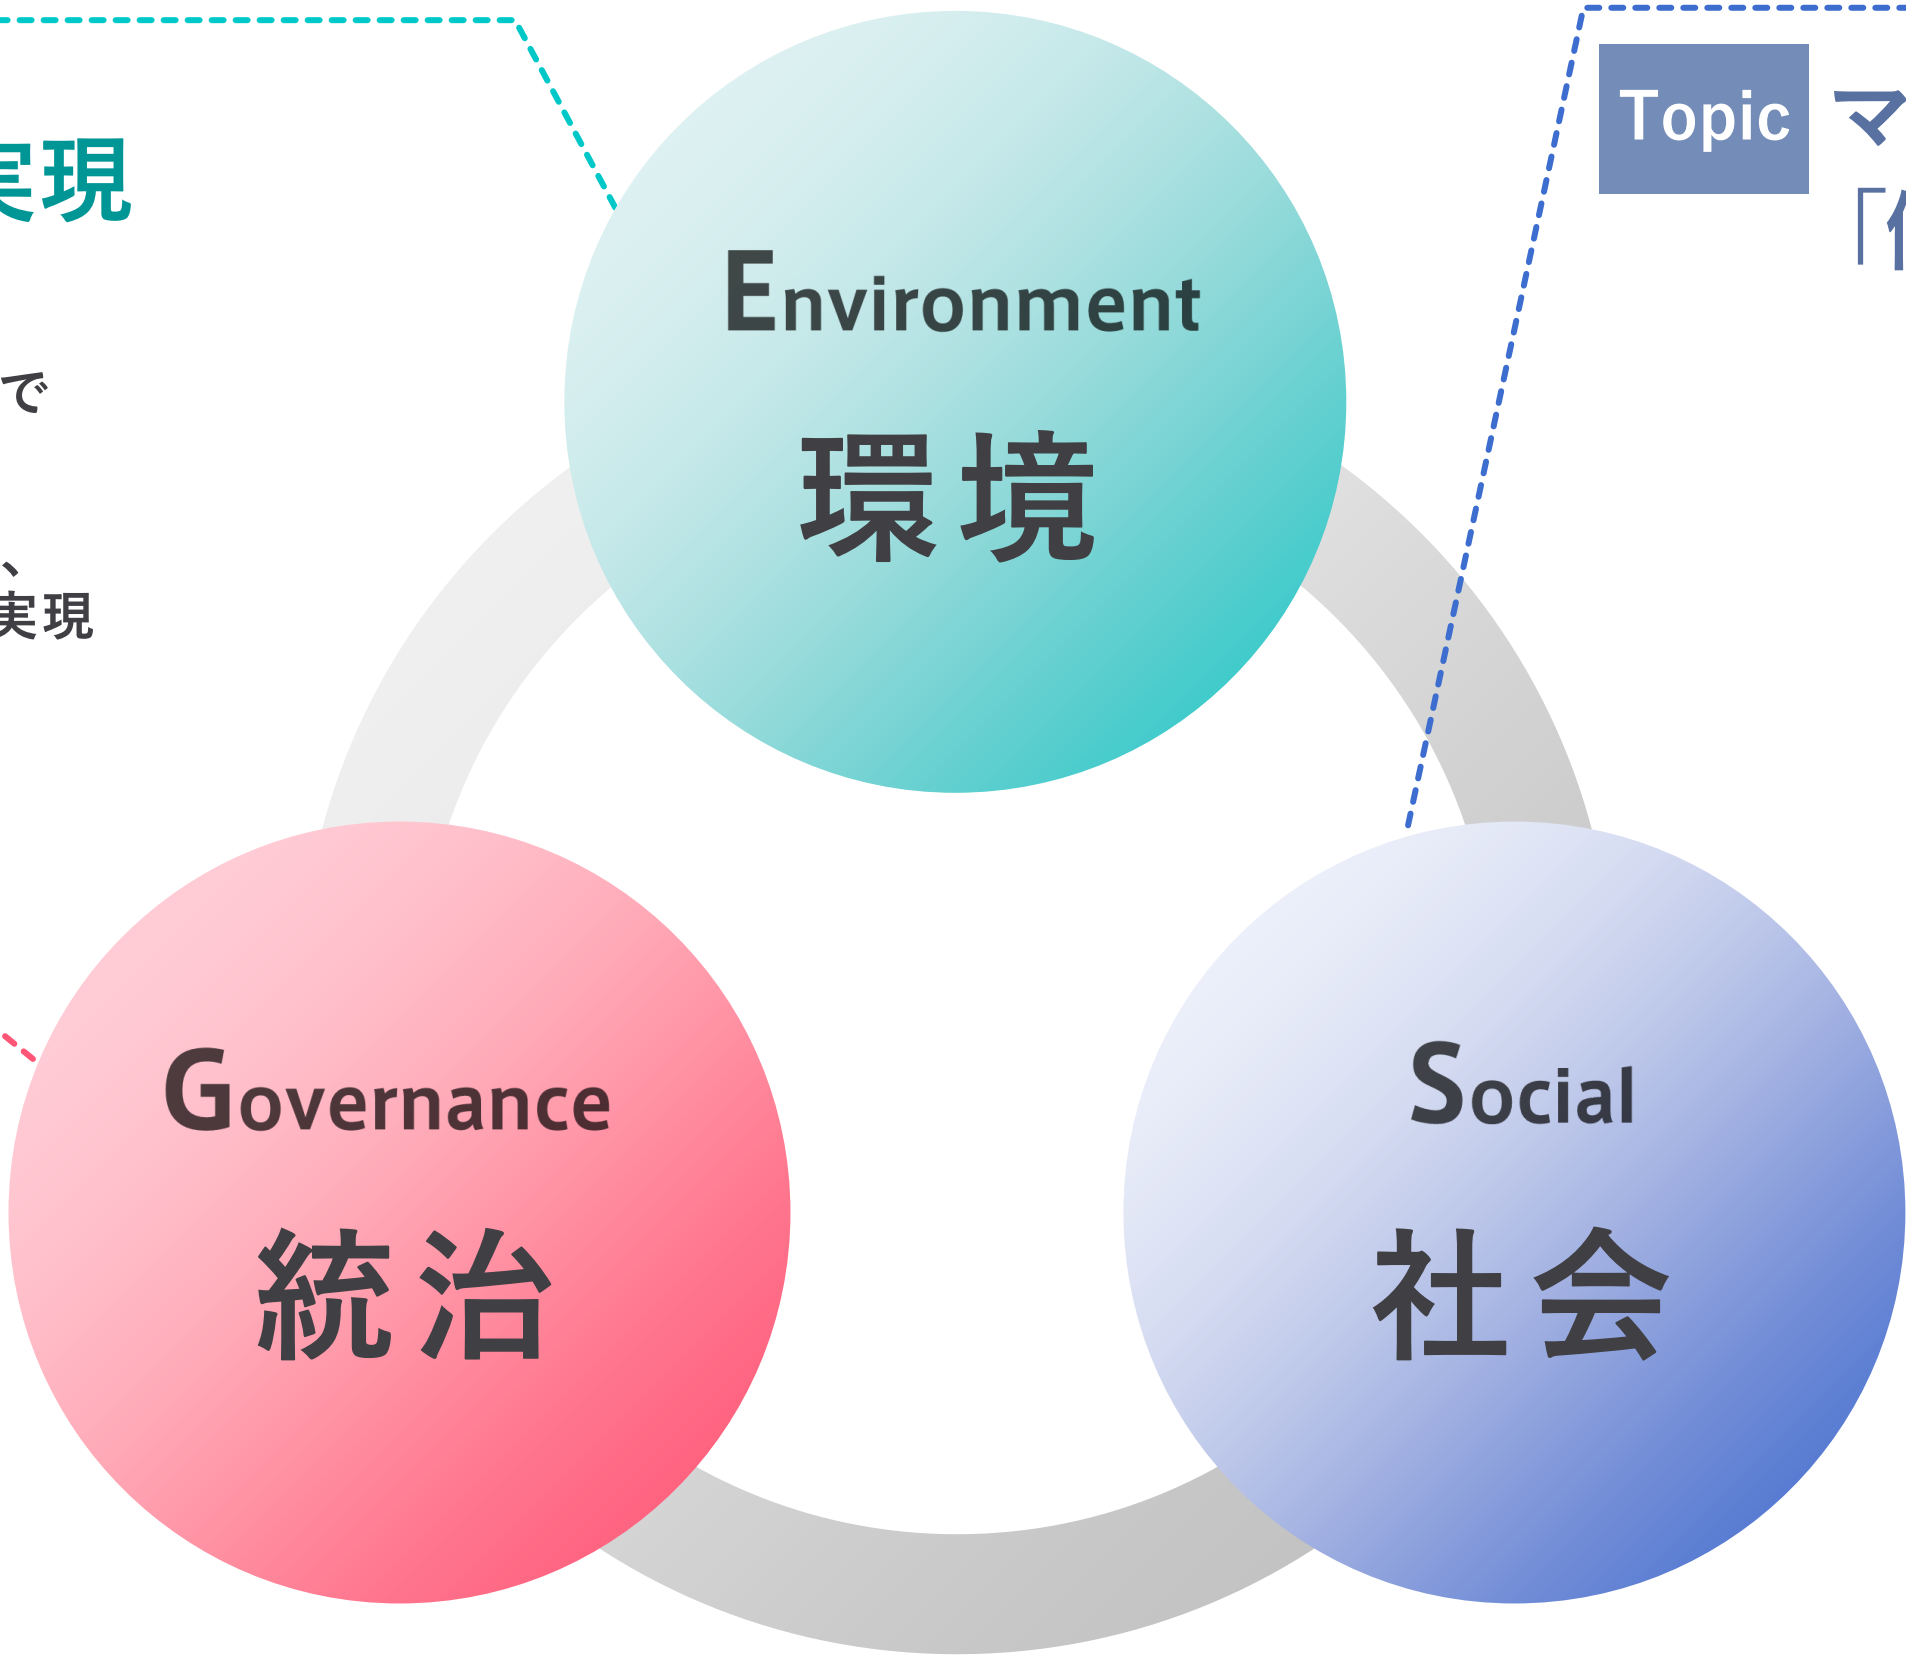 実現
で
、
実現
Environment
環境
Topic マ
「
Governance
統治
Social
社会